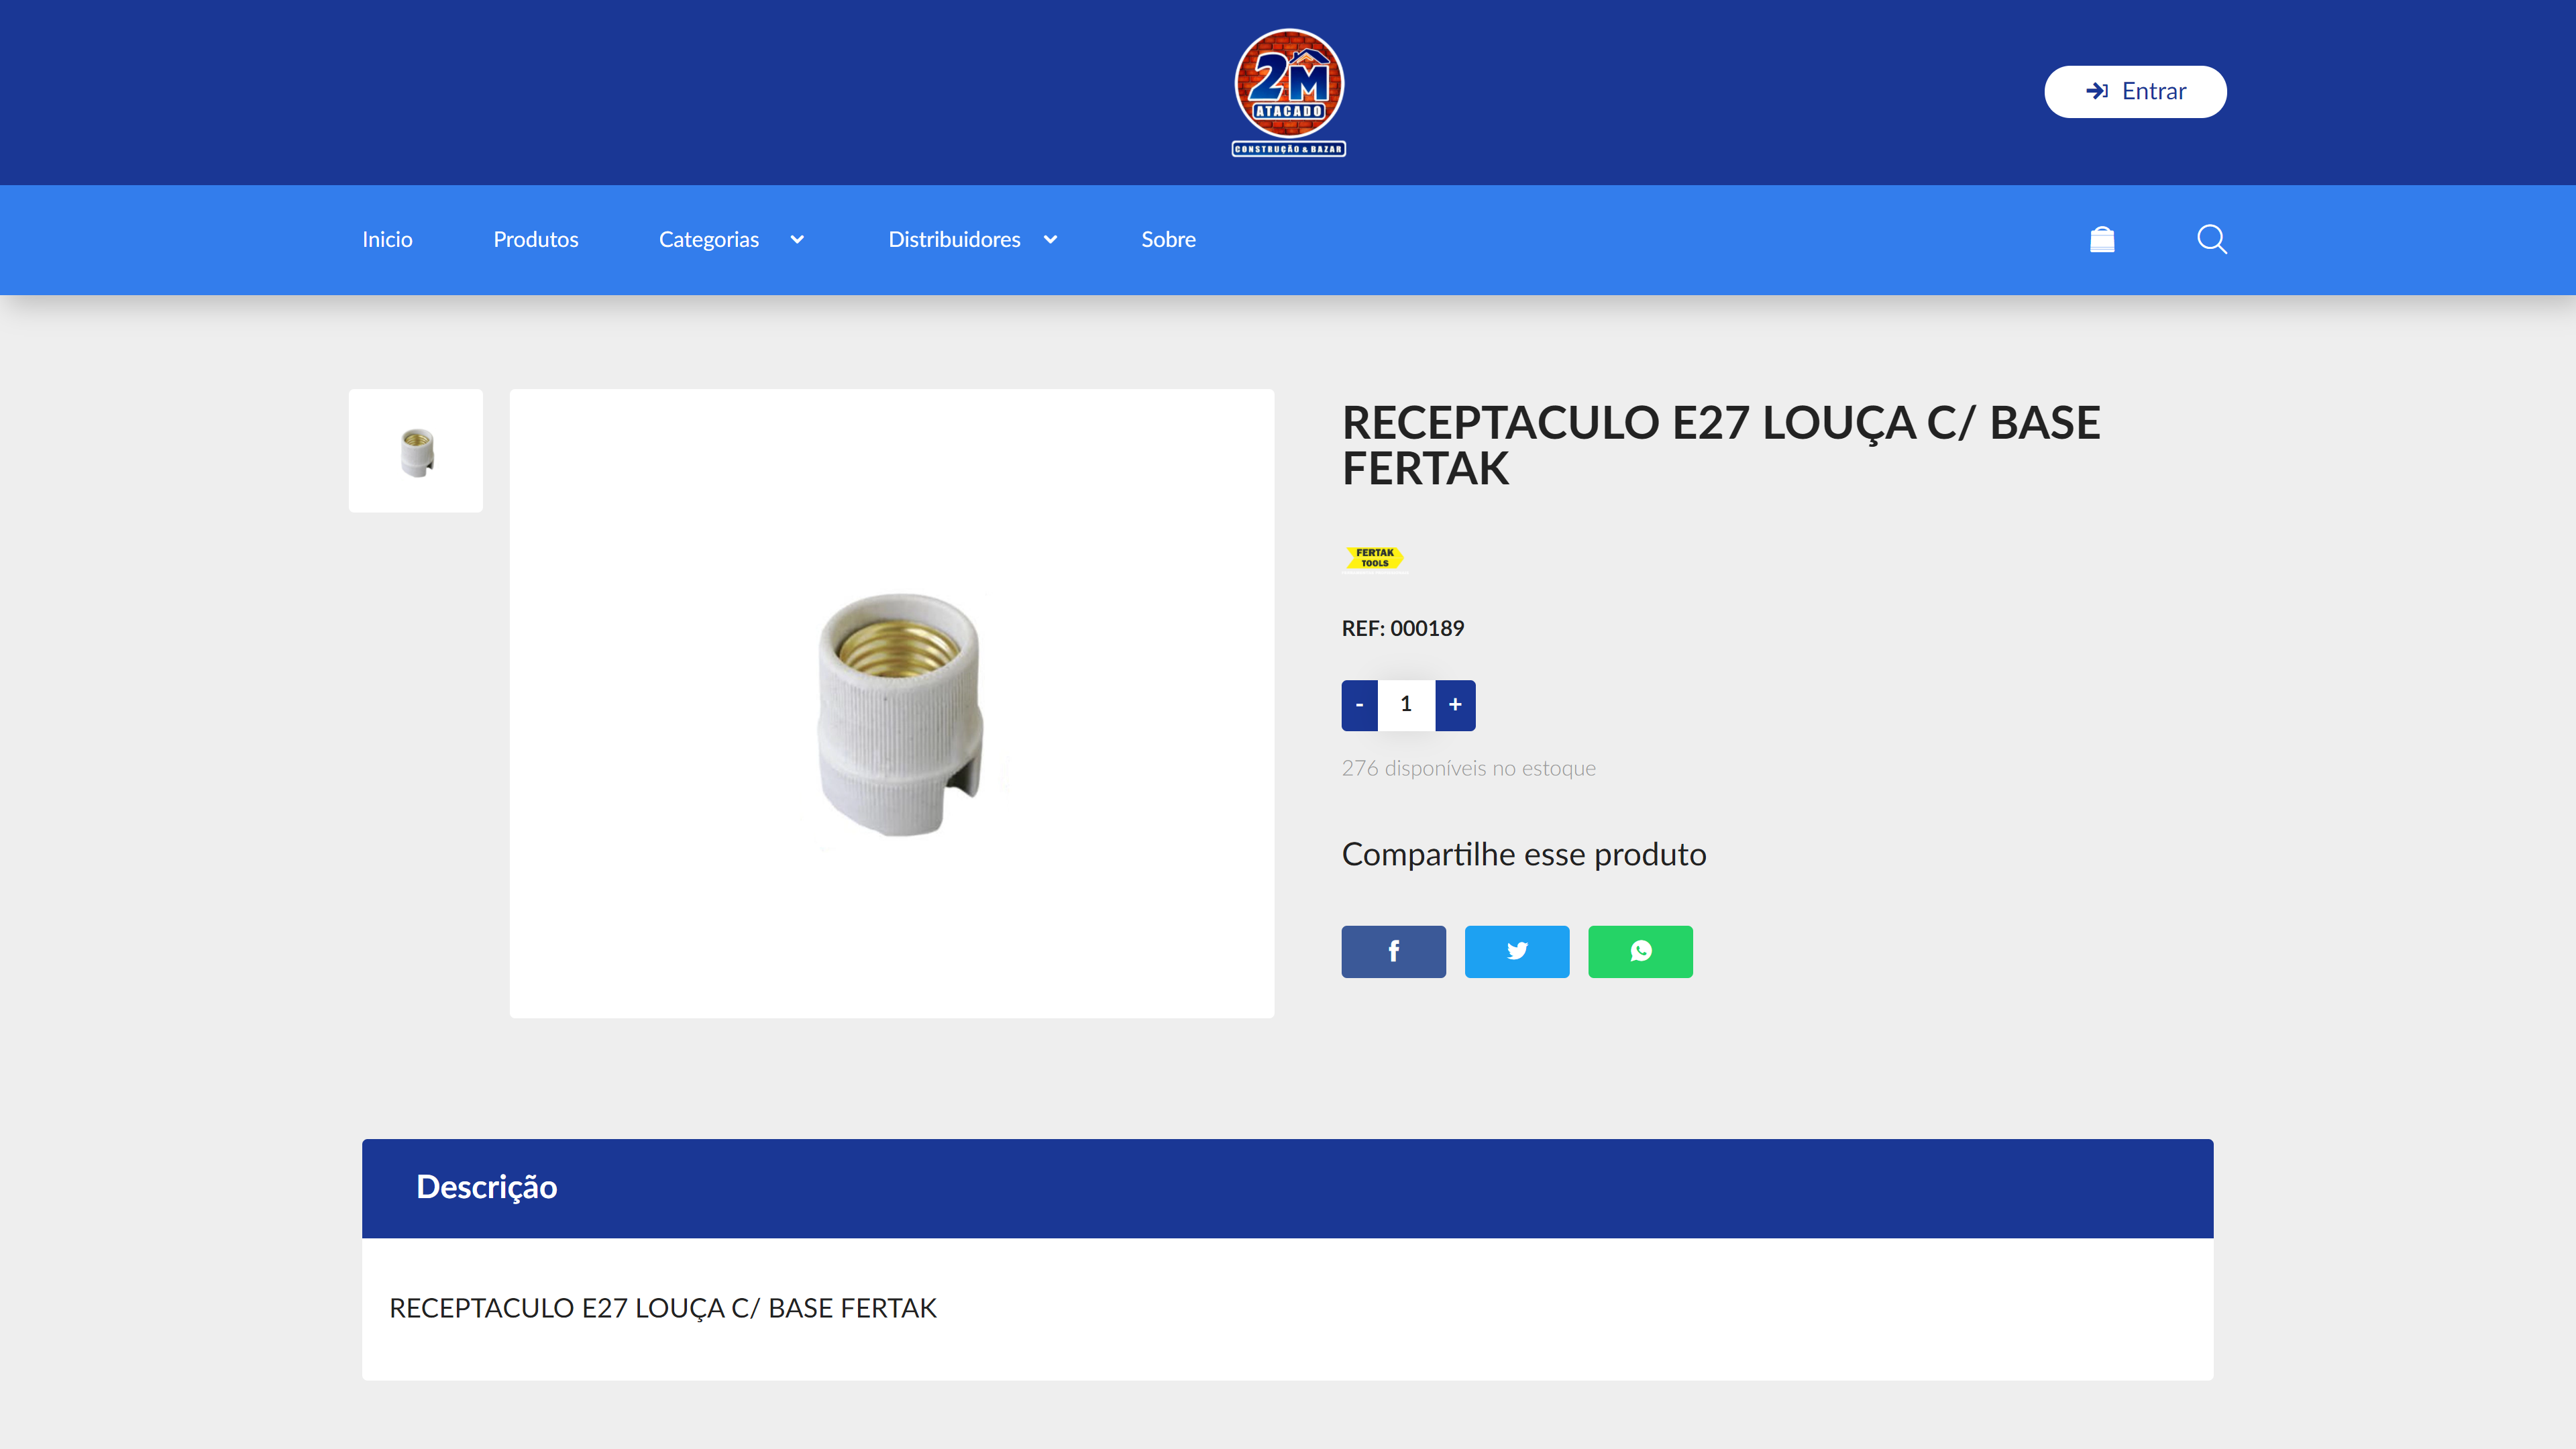 2M
ATACADO
CONSTRUÇÃO & BAZAR
Entrar
Inicio
Produtos
Categorias
Distribuidores
Sobre
RECEPTACULO E27 LOUÇA C/ BASE
FERTAK
FERTAK
TOOLS
REF: 000189
- 1 +
276 disponíveis no estoque
Compartilhe esse produto
Descrição
RECEPTACULO E27 LOUÇA C/ BASE FERTAK